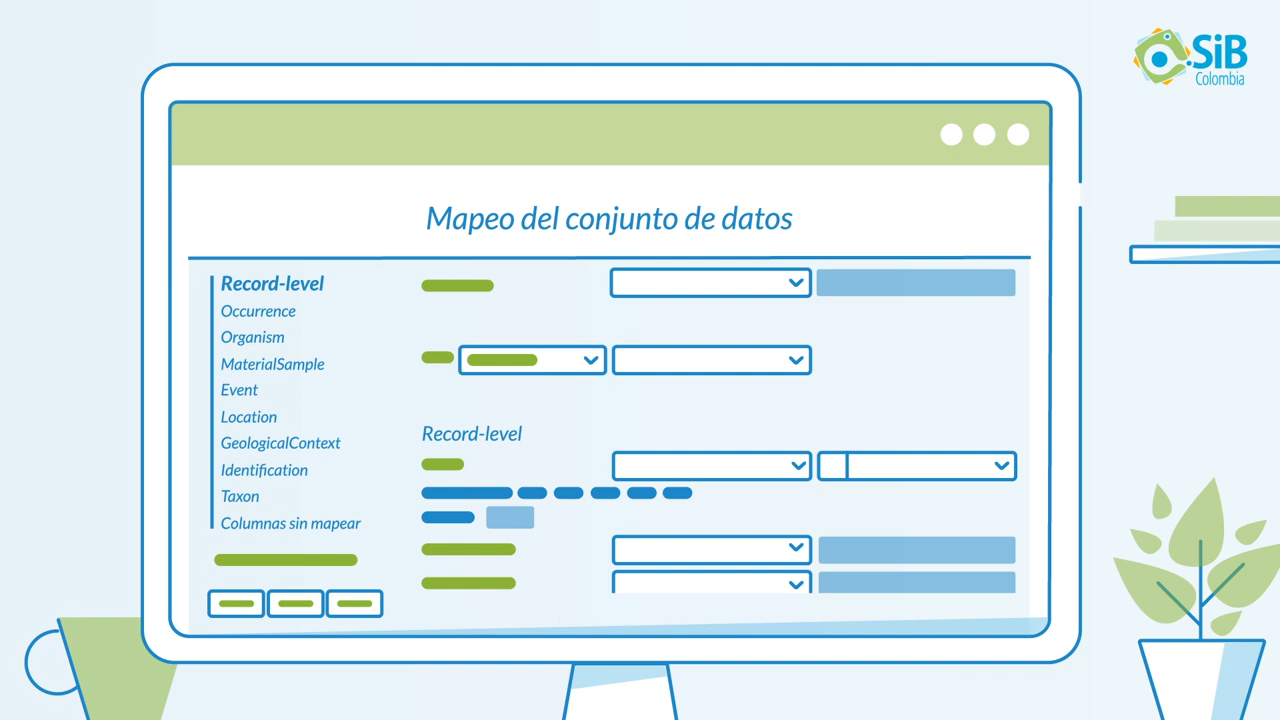 SiB
Colombia
Mapeo del conjunto de datos
Record-level
Occurrence
Organism
MaterialSample
Event
Location
GeologicalContext
Identification
Taxon
Columnas sin mapear
Record-level